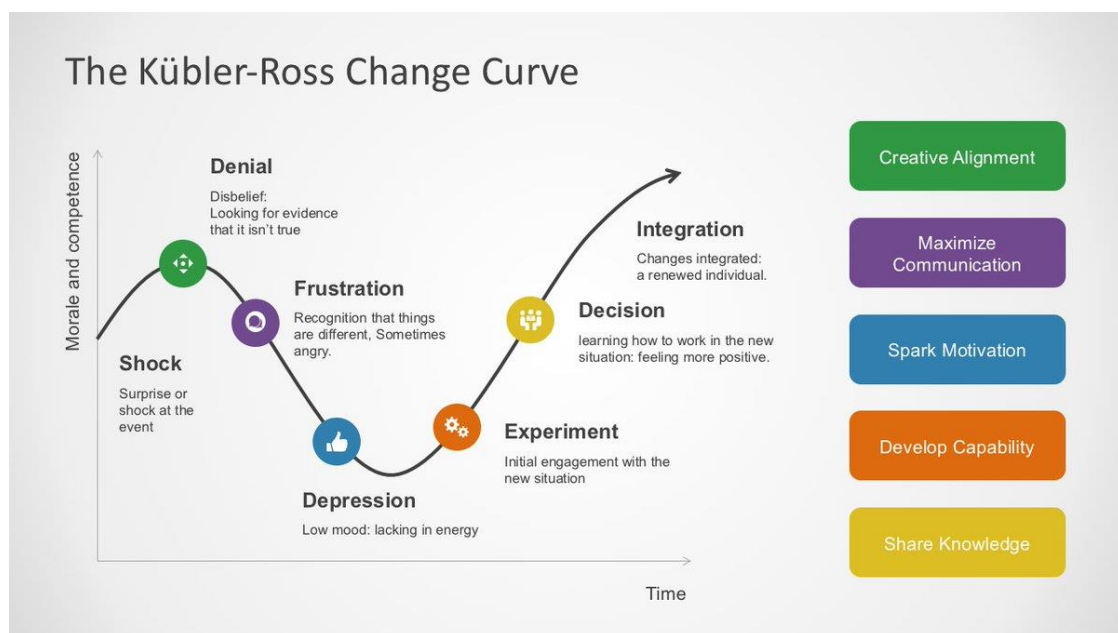 The Kübler-Ross Change Curve
Morale and competence
Denial
Disbelief:
Looking for evidence
that it isn't true
Frustration
Recognition that things
are different, Sometimes
angry.
Shock
Surprise or
shock at the
event
Depression
Low mood: lacking in energy
Experiment
Initial engagement with the
new situation
Decision
learning how to work in the new
situation: feeling more positive.
Integration
Changes integrated:
a renewed individual.
Time
Creative Alignment
Maximize
Communication
Spark Motivation
Develop Capability
Share Knowledge